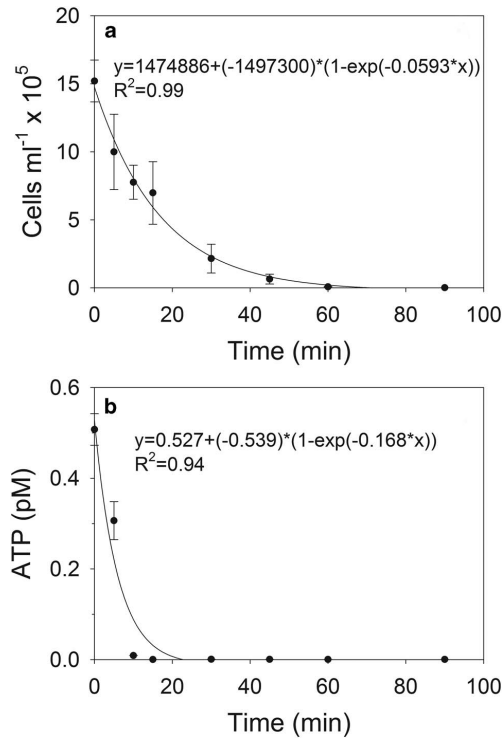 a
y=1474886+(-1497300)*(1-exp(-0.0593*x))
R²=0.99
20
15
10
5
0
Cells ml⁻¹ x 10⁵
0 20 40 60 80 100
Time (min)
b
y=0.527+(-0.539)*(1-exp(-0.168*x))
R²=0.94
0.6
0.4
0.2
0.0
ATP (pM)
0 20 40 60 80 100
Time (min)